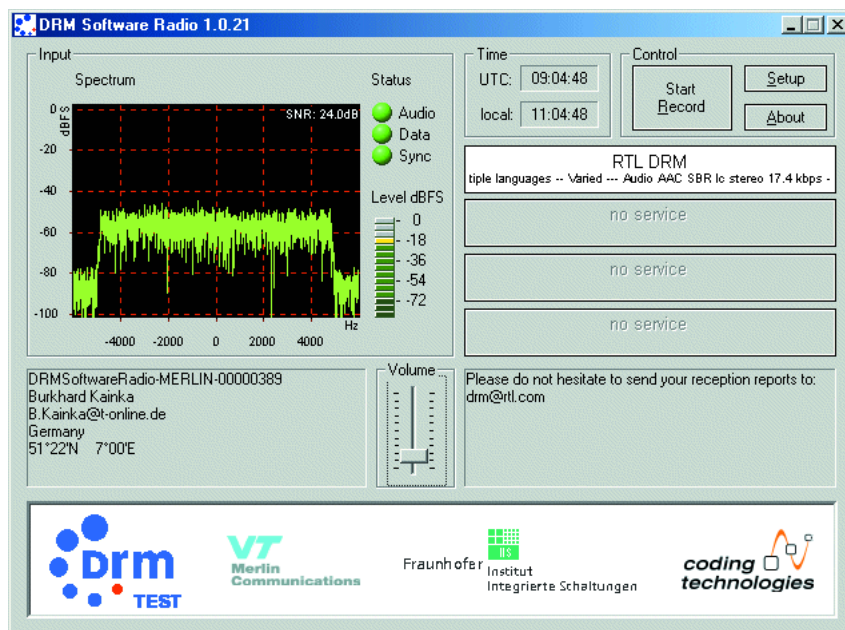 DRM Software Radio 1.0.21
Input
Spectrum
0
dBFS
-20
-40
-60
-80
-100
SNR: 24.0dB
Hz
-4000 -2000 0 2000 4000
Status
Audio
Data
Sync
Level dBFS
0
-18
-36
-54
-72
Time
UTC: 09:04:48
local: 11:04:48
Control
Start
Record
Setup
About
RTL DRM
tiple languages -- Varied --- Audio AAC SBR lc stereo 17.4 kbps -
no service
no service
no service
DRMSoftwareRadio-MERLIN-00000389
Burkhard Kainka
B.Kainka@t-online.de
Germany
51°22'N 7°00'E
Volume
Please do not hesitate to send your reception reports to:
drm@rtl.com
Drm
TEST
VT
Merlin
Communications
Fraunhofer
IIS
Institut
Integrierte Schaltungen
coding
technologies